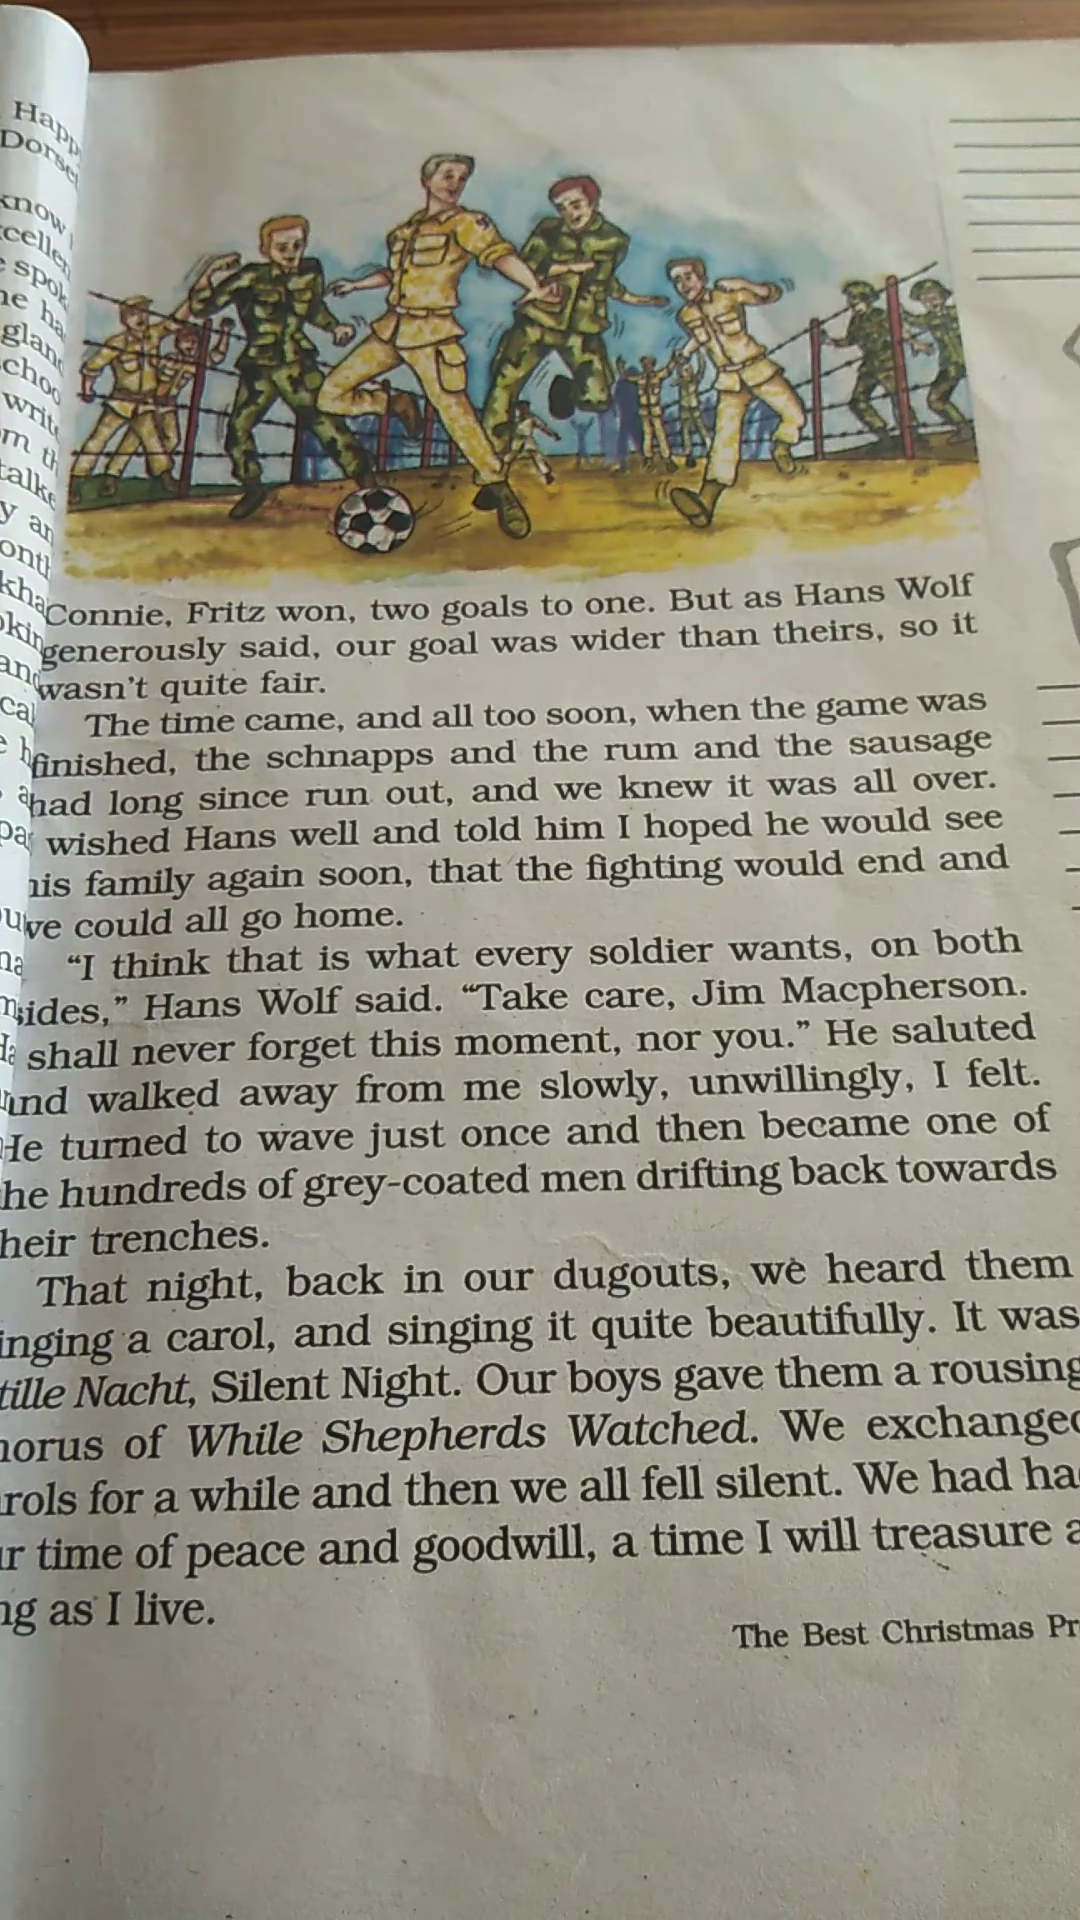 Connie, Fritz won, two goals to one. But as Hans Wolf
generously said, our goal was wider than theirs, so it
wasn't quite fair.
The time came, and all too soon, when the game was
finished, the schnapps and the rum and the sausage
had long since run out, and we knew it was all over.
wished Hans well and told him I hoped he would see
his family again soon, that the fighting would end and
we could all go home.
“I think that is what every soldier wants, on both
sides,” Hans Wolf said. “Take care, Jim Macpherson.
shall never forget this moment, nor you.” He saluted
and walked away from me slowly, unwillingly, I felt.
He turned to wave just once and then became one of
he hundreds of grey-coated men drifting back towards
heir trenches.
That night, back in our dugouts, we heard them
inging a carol, and singing it quite beautifully. It was
tille Nacht, Silent Night. Our boys gave them a rousing
horus of While Shepherds Watched. We exchanged
rols for a while and then we all fell silent. We had ha
r time of peace and goodwill, a time I will treasure a
ng as I live.
The Best Christmas Pr